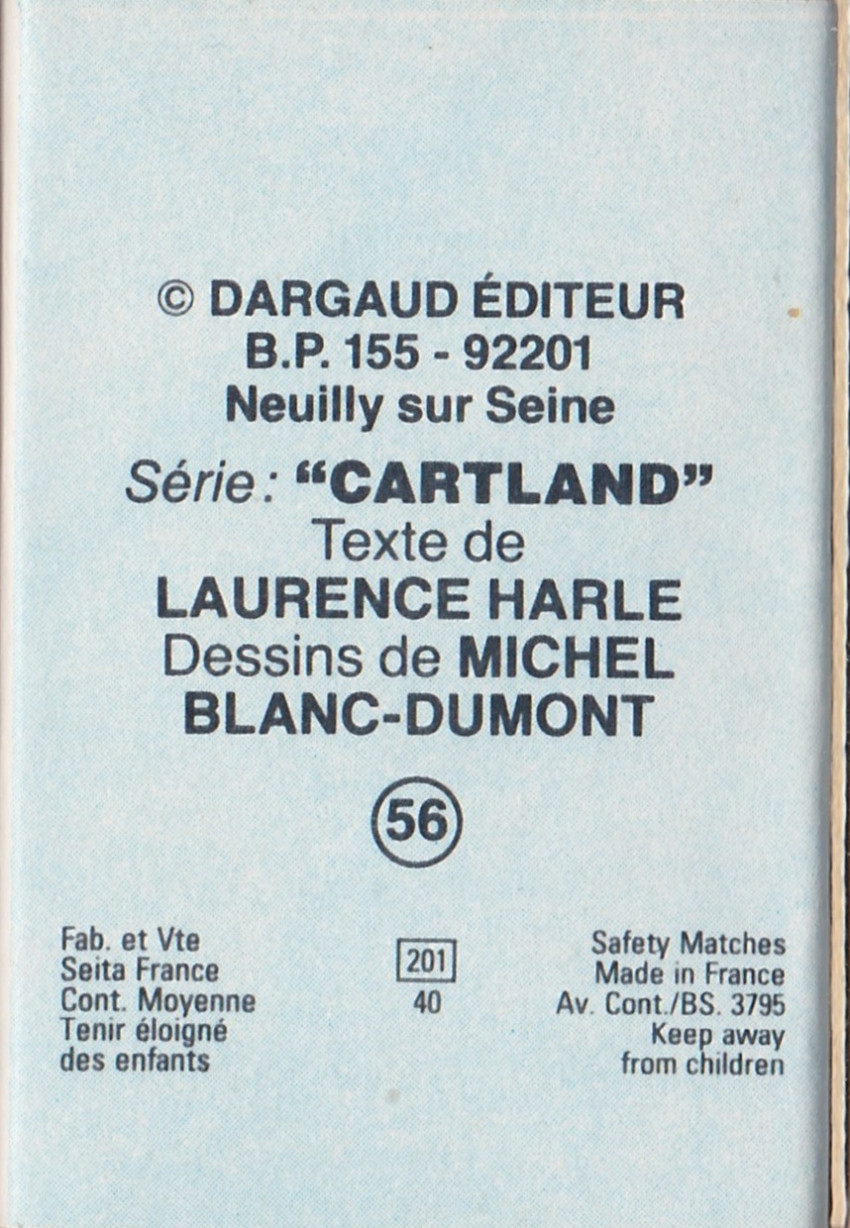 © DARGAUD ÉDITEUR
B.P. 155 - 92201
Neuilly sur Seine
Série : “CARTLAND”
Texte de
LAURENCE HARLE
Dessins de MICHEL
BLANC-DUMONT
56
Fab. et Vte
Seita France
Cont. Moyenne
Tenir éloigné
des enfants
201
40
Safety Matches
Made in France
Av. Cont./BS. 3795
Keep away
from children